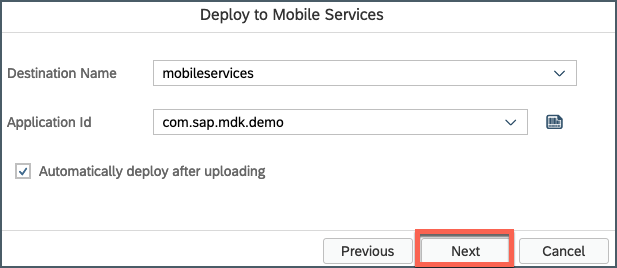 Deploy to Mobile Services
Destination Name mobileservices
Application Id com.sap.mdk.demo
Automatically deploy after uploading
Previous Next Cancel